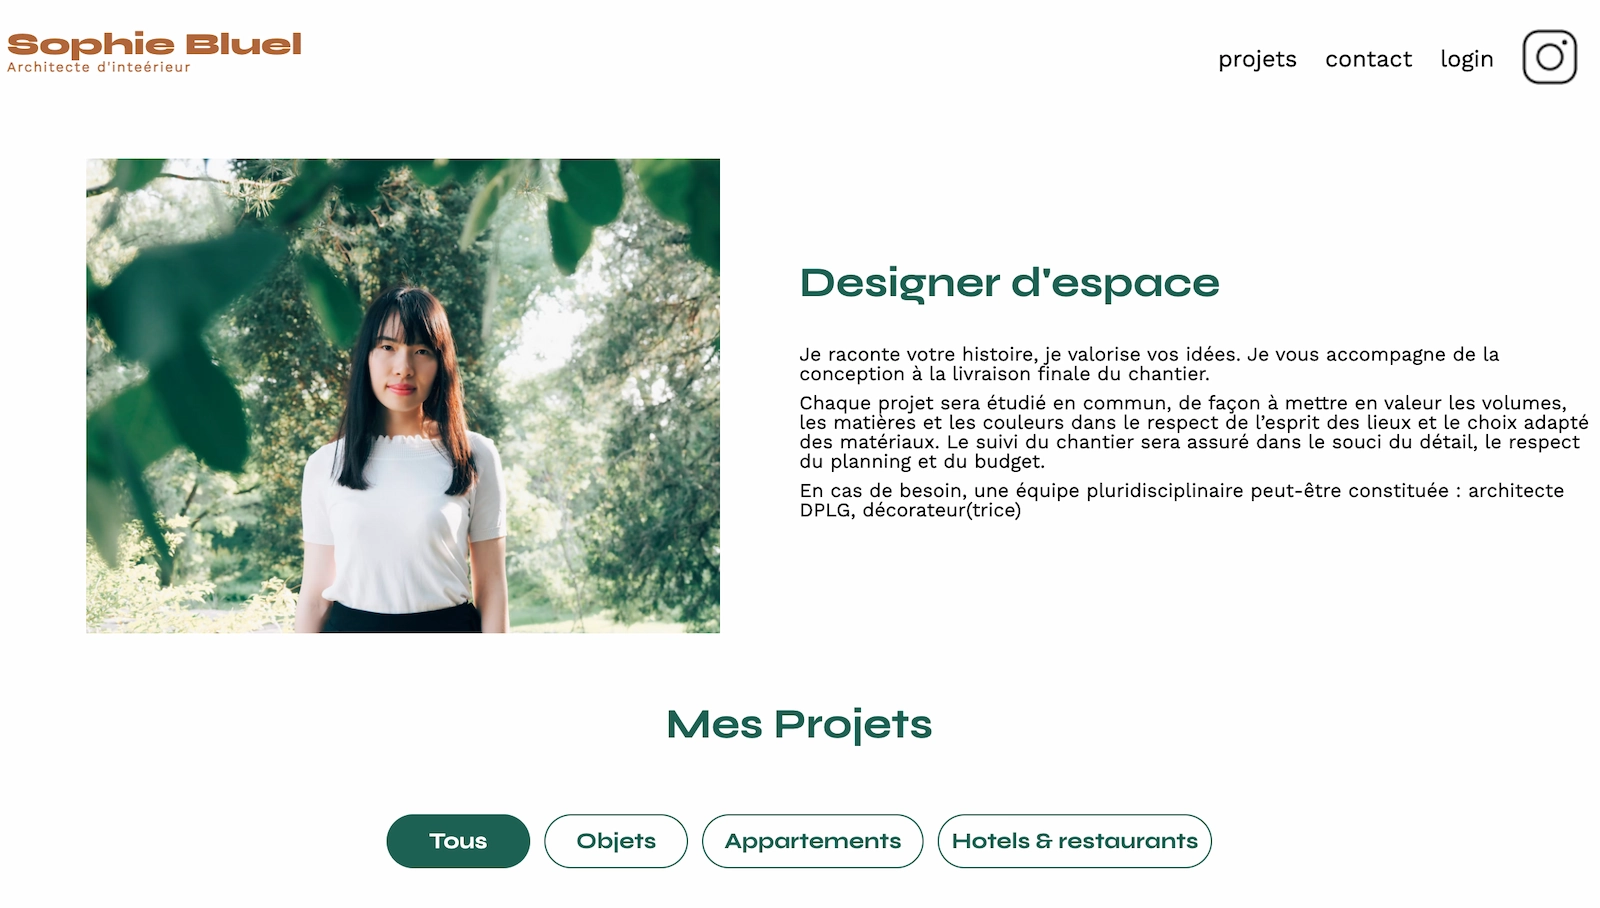 Sophie Bluel
Architecte d'inteérieur
projets contact login
Designer d'espace
Je raconte votre histoire, je valorise vos idées. Je vous accompagne de la
conception à la livraison finale du chantier.
Chaque projet sera étudié en commun, de façon à mettre en valeur les volumes,
les matières et les couleurs dans le respect de l’esprit des lieux et le choix adapté
des matériaux. Le suivi du chantier sera assuré dans le souci du détail, le respect
du planning et du budget.
En cas de besoin, une équipe pluridisciplinaire peut-être constituée : architecte
DPLG, décorateur(trice)
Mes Projets
Tous Objets Appartements Hotels & restaurants